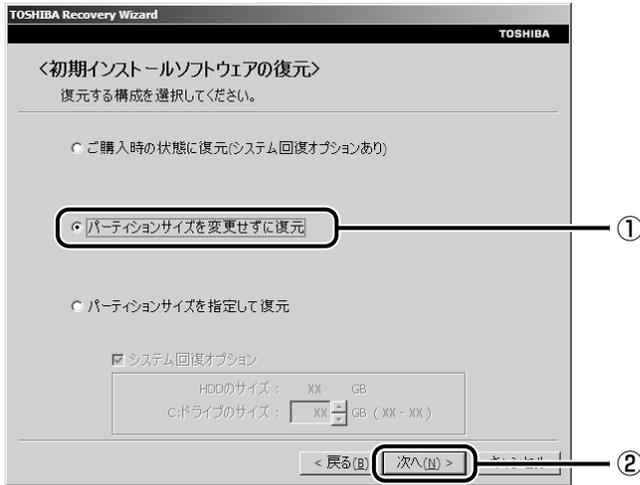 TOSHIBA Recovery Wizard
TOSHIBA
<初期インストールソフトウェアの復元>
復元する構成を選択してください。
ご購入時の状態に復元(システム回復オプションあり)
パーティションサイズを変更せずに復元
①
パーティションサイズを指定して復元
システム回復オプション
HDDのサイズ： XX GB
C:ドライブのサイズ： XX GB ( XX - XX )
< 戻る(B) 次へ(N) > キャンセル ②